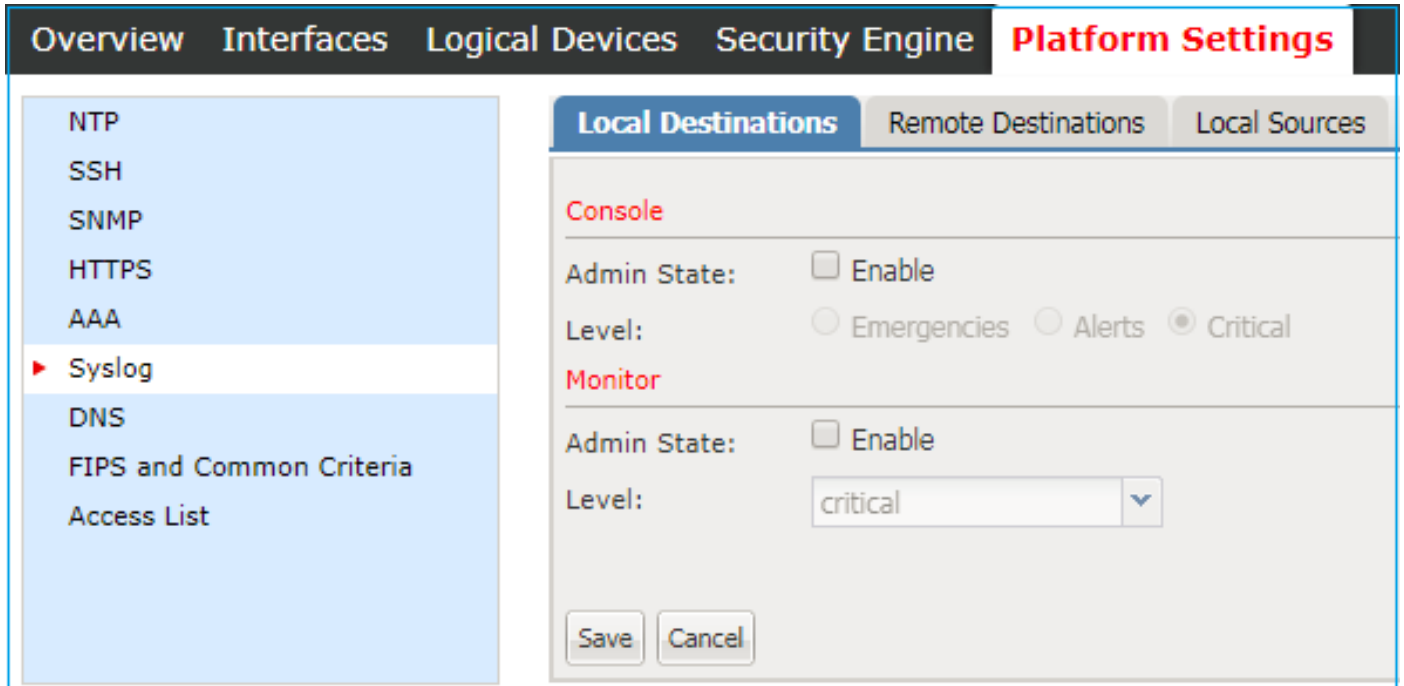 Overview Interfaces Logical Devices Security Engine Platform Settings
NTP
SSH
SNMP
HTTPS
AAA
Syslog
DNS
FIPS and Common Criteria
Access List
Local Destinations Remote Destinations Local Sources
Console
Admin State: Enable
Level: Emergencies Alerts Critical
Monitor
Admin State: Enable
Level: critical
Save Cancel